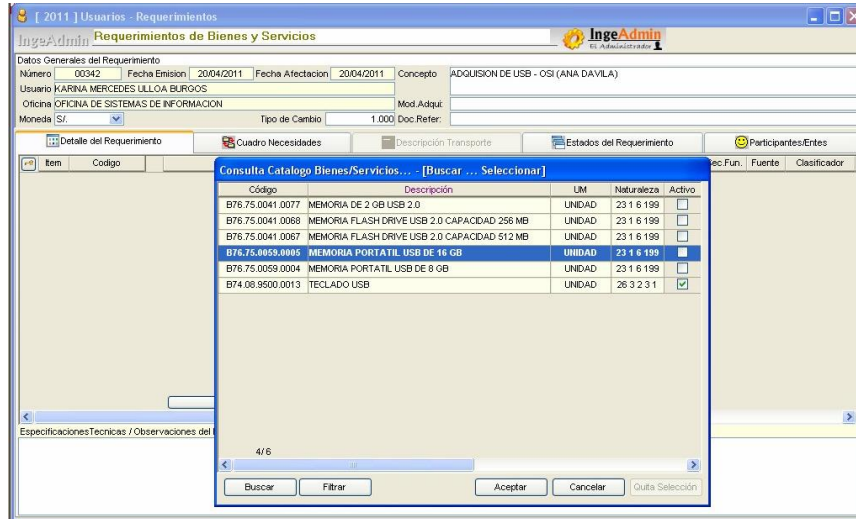 [ 2011 ] Usuarios - Requerimientos
IngeAdmin Requerimientos de Bienes y Servicios
IngeAdmin
El Administrador
Datos Generales del Requerimiento
Número 00342 Fecha Emision 20/04/2011 Fecha Afectacion 20/04/2011 Concepto ADQUISION DE USB - OSI (ANA DAVILA)
Usuario KARINA MERCEDES ULLOA BURGOS
Oficina OFICINA DE SISTEMAS DE INFORMACION Mod.Adqui:
Moneda S/. Tipo de Cambio 1.000 Doc.Refer:
Detalle del Requerimiento Cuadro Necesidades Descripción Transporte Estados del Requerimiento Participantes/Entes
Item Codigo ec.Fun. Fuente Clasificador
Consulta Catalogo Bienes/Servicios... - [Buscar ... Seleccionar]
Código Descripción UM Naturaleza Activo
B76.75.0041.0077 MEMORIA DE 2 GB USB 2.0 UNIDAD 23 1 6 199
B76.75.0041.0068 MEMORIA FLASH DRIVE USB 2.0 CAPACIDAD 256 MB UNIDAD 23 1 6 199
B76.75.0041.0067 MEMORIA FLASH DRIVE USB 2.0 CAPACIDAD 512 MB UNIDAD 23 1 6 199
B76.75.0059.0005 MEMORIA PORTATIL USB DE 16 GB UNIDAD 23 1 6 199
B76.75.0059.0004 MEMORIA PORTATIL USB DE 8 GB UNIDAD 23 1 6 199
B74.08.9500.0013 TECLADO USB UNIDAD 26 3 2 3 1
EspecificacionesTecnicas / Observaciones del
4/6
Buscar Filtrar Aceptar Cancelar Quita Selección